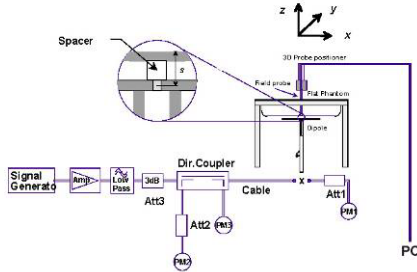 z
y
x
Spacer
s
3D Probe positioner
Field probe
Flat Phantom
Dipole
Signal
Generato
Amp
Low
Pass
3dB
Att3
Dir.Coupler
Cable
x
Att1
Att2
PM3
PM1
PM2
PC